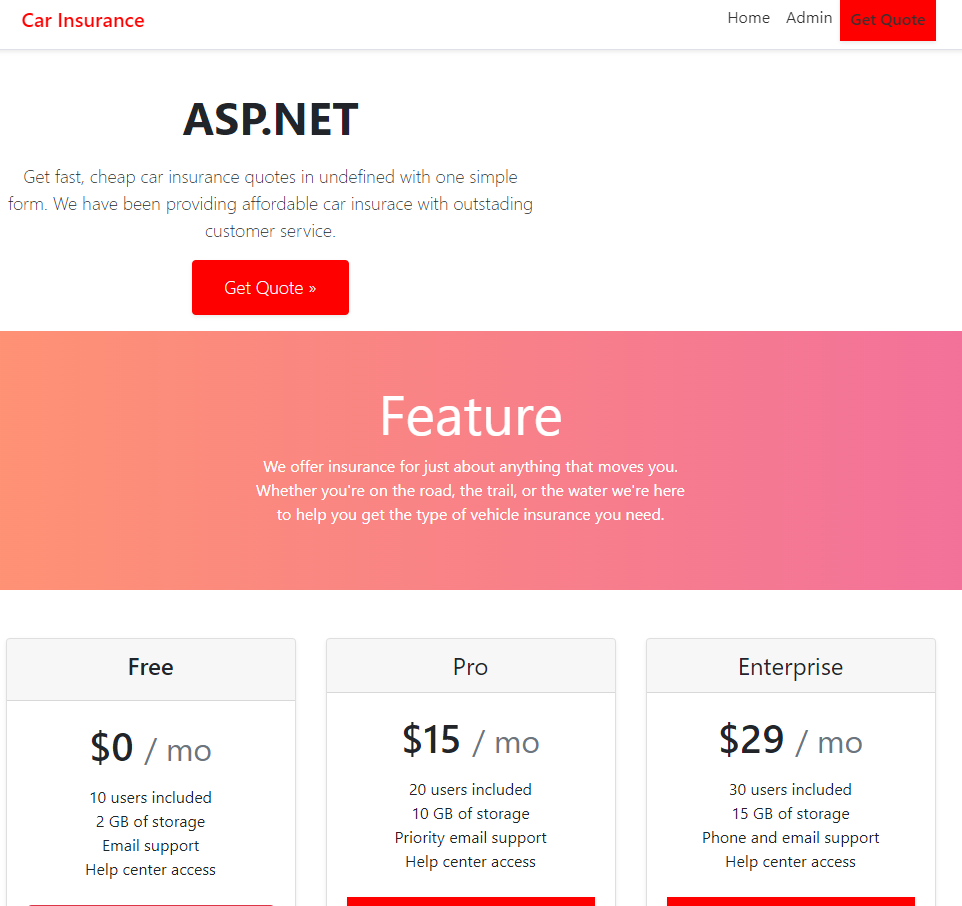 Car Insurance
Home Admin Get Quote
ASP.NET
Get fast, cheap car insurance quotes in undefined with one simple
form. We have been providing affordable car insurace with outstading
customer service.
Get Quote »
Feature
We offer insurance for just about anything that moves you.
Whether you're on the road, the trail, or the water we're here
to help you get the type of vehicle insurance you need.
Free
$0 / mo
10 users included
2 GB of storage
Email support
Help center access
Pro
$15 / mo
20 users included
10 GB of storage
Priority email support
Help center access
Enterprise
$29 / mo
30 users included
15 GB of storage
Phone and email support
Help center access